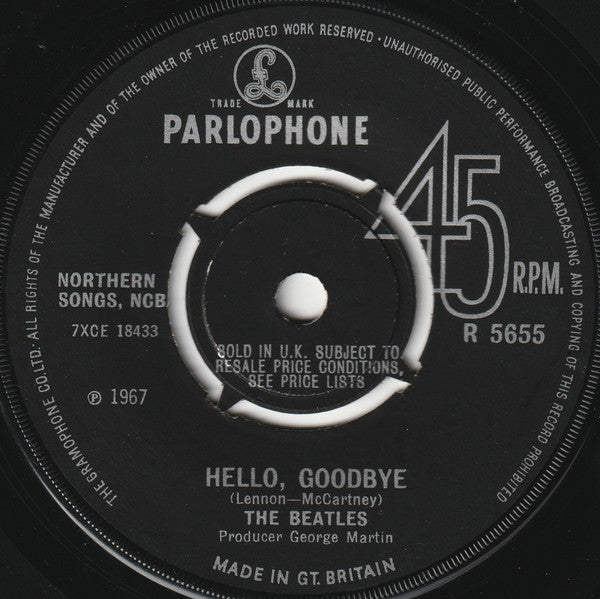 THE GRAMOPHONE CO LTD. ALL RIGHTS OF THE MANUFACTURER AND OF THE OWNER OF THE RECORDED WORK RESERVED · UNAUTHORISED PUBLIC PERFORMANCE BROADCASTING AND COPYING OF THIS RECORD PROHIBITED
£
TRADE MARK
PARLOPHONE
45
R.P.M.
NORTHERN
SONGS, NCB
7XCE 18433
R 5655
SOLD IN U.K. SUBJECT TO
RESALE PRICE CONDITIONS,
SEE PRICE LISTS
℗ 1967
HELLO, GOODBYE
(Lennon—McCartney)
THE BEATLES
Producer George Martin
MADE IN GT. BRITAIN